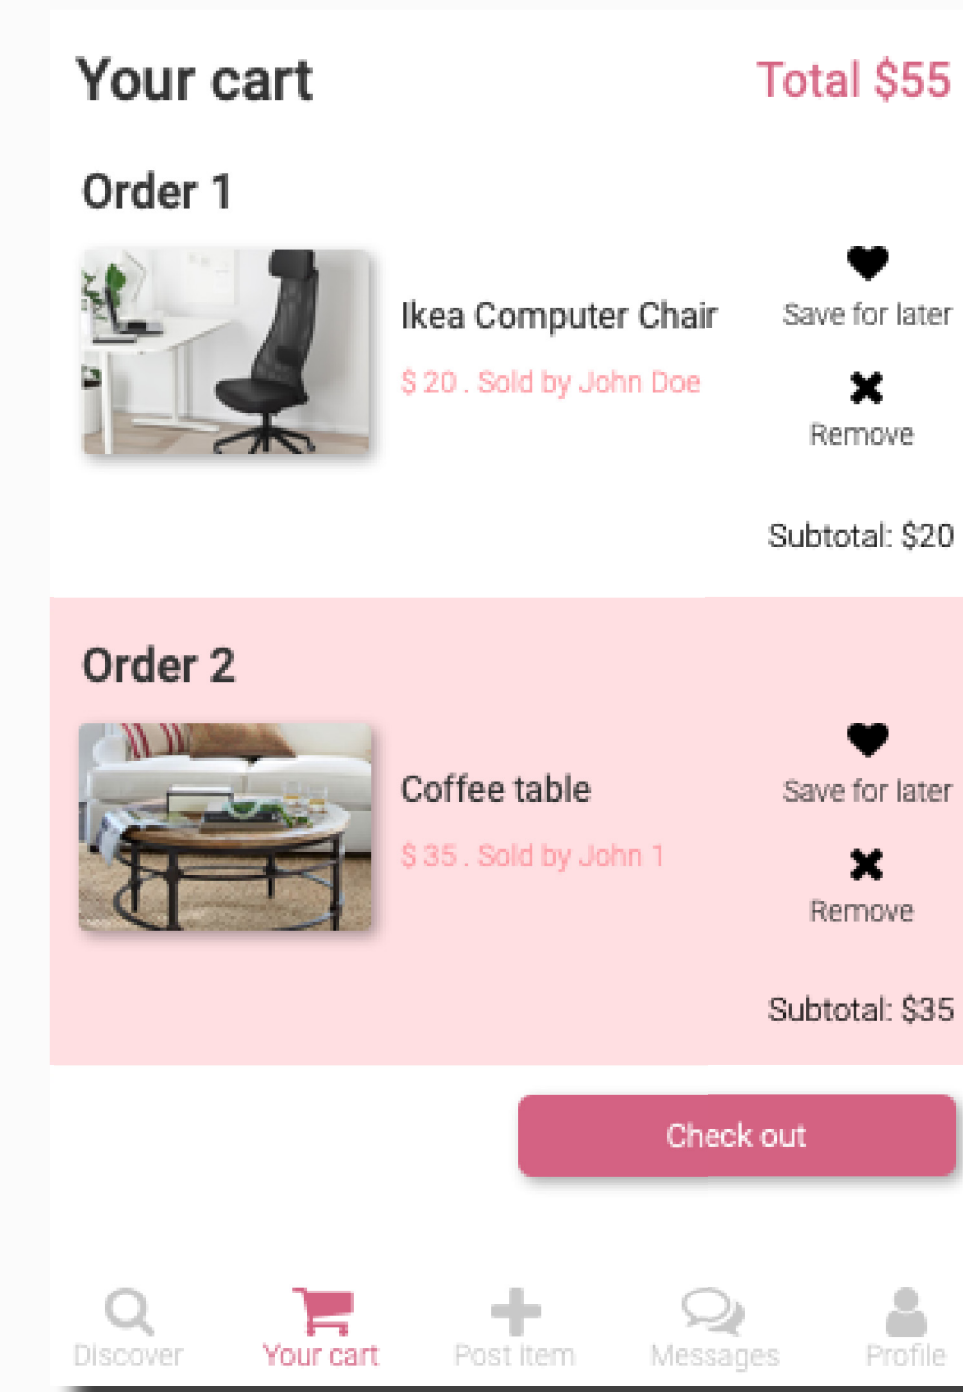 Your cart
Total $55
Order 1
Ikea Computer Chair
$ 20 . Sold by John Doe
Save for later
Remove
Subtotal: $20
Order 2
Coffee table
$ 35 . Sold by John 1
Save for later
Remove
Subtotal: $35
Check out
Discover
Your cart
Post Item
Messages
Profile